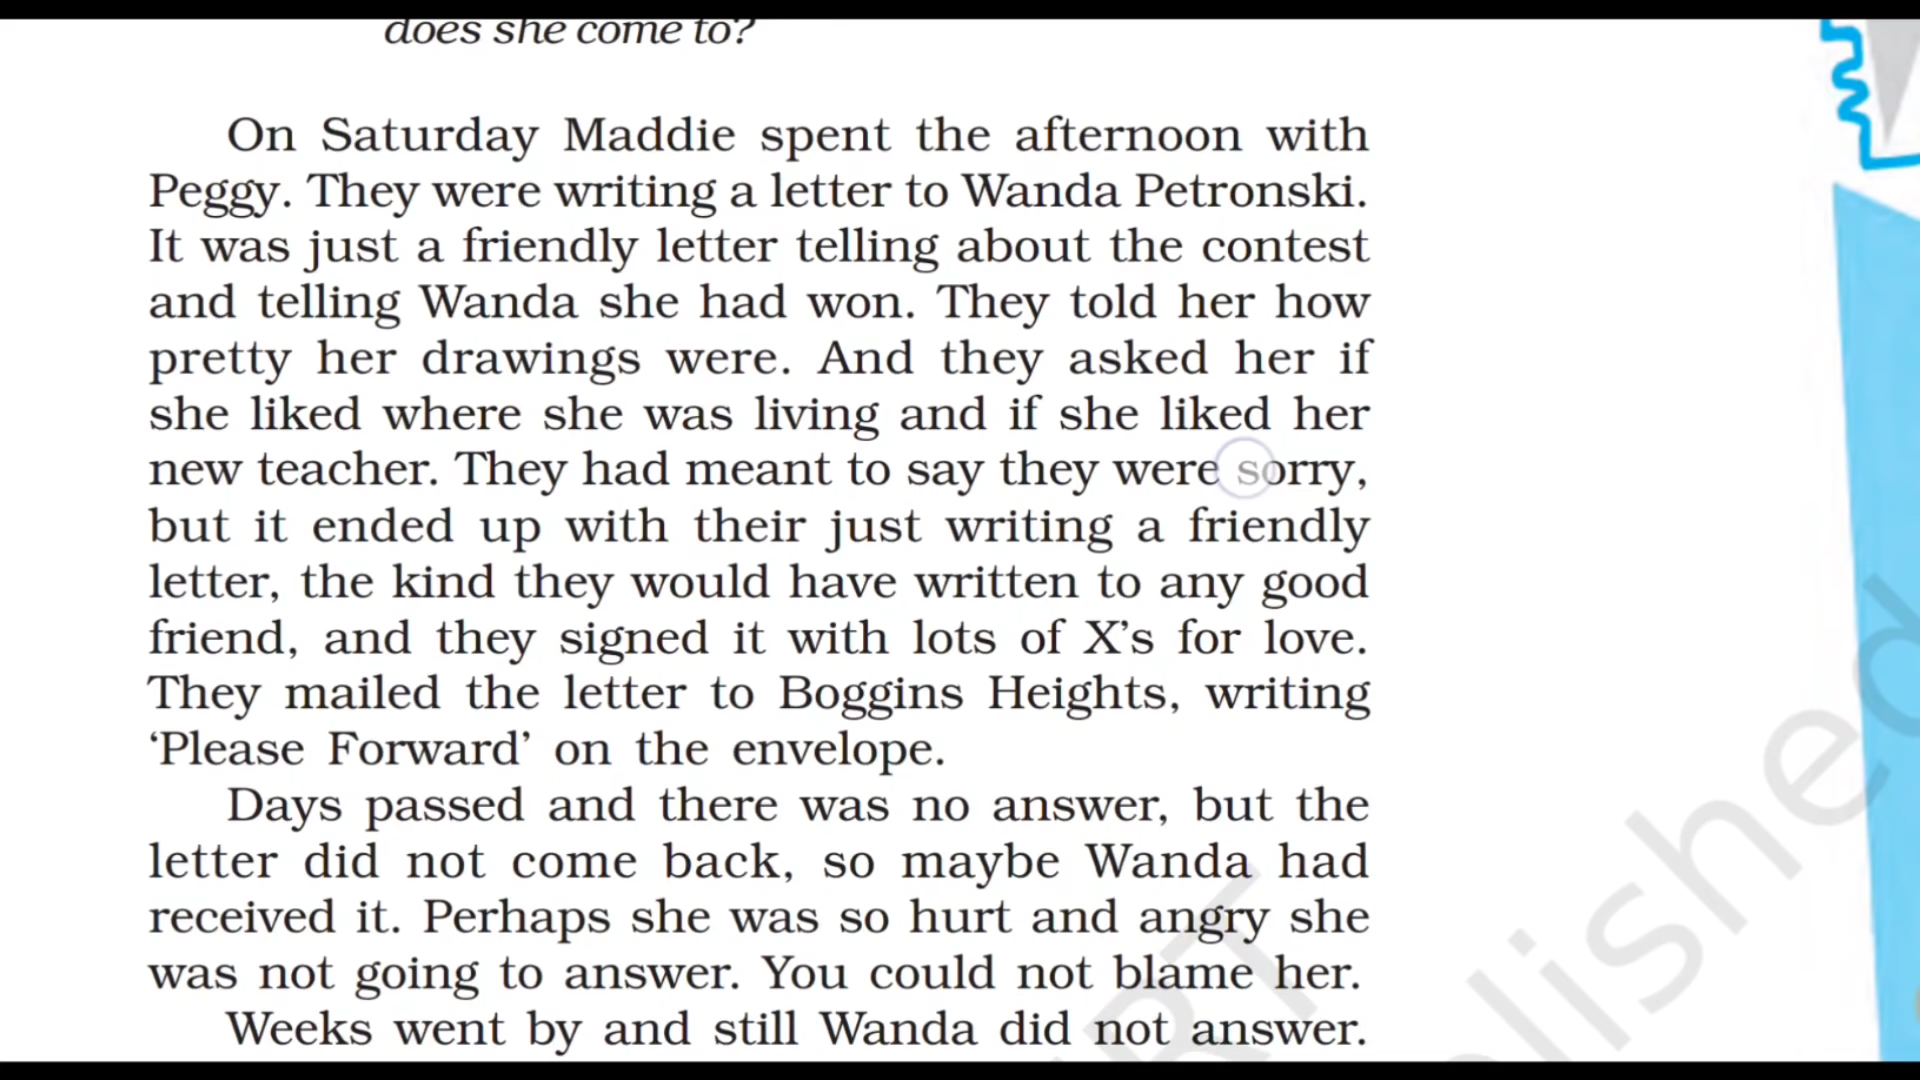 does she come to?
On Saturday Maddie spent the afternoon with
Peggy. They were writing a letter to Wanda Petronski.
It was just a friendly letter telling about the contest
and telling Wanda she had won. They told her how
pretty her drawings were. And they asked her if
she liked where she was living and if she liked her
new teacher. They had meant to say they were sorry,
but it ended up with their just writing a friendly
letter, the kind they would have written to any good
friend, and they signed it with lots of X’s for love.
They mailed the letter to Boggins Heights, writing
‘Please Forward’ on the envelope.
Days passed and there was no answer, but the
letter did not come back, so maybe Wanda had
received it. Perhaps she was so hurt and angry she
was not going to answer. You could not blame her.
Weeks went by and still Wanda did not answer.